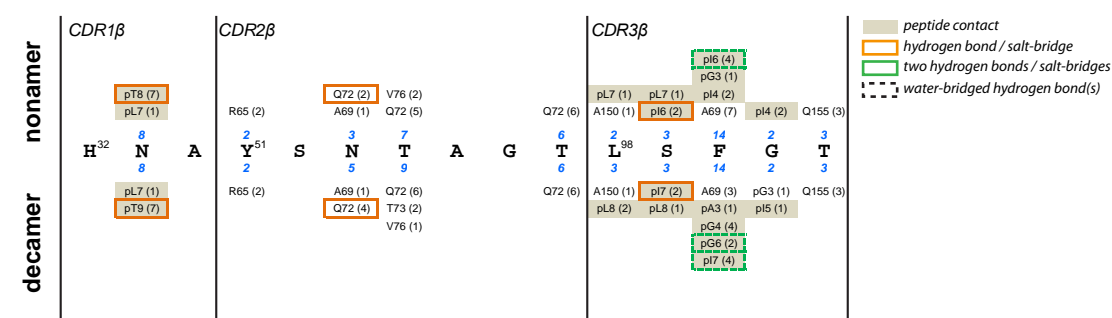 CDR1β CDR2β CDR3β
peptide contact
hydrogen bond / salt-bridge
two hydrogen bonds / salt-bridges
water-bridged hydrogen bond(s)
nonamer
pI6 (4)
pG3 (1)
pT8 (7) Q72 (2) V76 (2) pL7 (1) pL7 (1) pI4 (2)
pL7 (1) R65 (2) A69 (1) Q72 (5) Q72 (6) A150 (1) pI6 (2) A69 (7) pI4 (2) Q155 (3)
8 2 3 7 6 2 3 14 2 3
H32 N A Y51 S N T A G T L98 S F G T
8 2 5 9 6 3 3 14 2 3
decamer
pL7 (1) R65 (2) A69 (1) Q72 (6) Q72 (6) A150 (1) pI7 (2) A69 (3) pG3 (1) Q155 (3)
pT9 (7) Q72 (4) T73 (2) pL8 (2) pL8 (1) pA3 (1) pI5 (1)
V76 (1) pG4 (4)
pG6 (2)
pI7 (4)